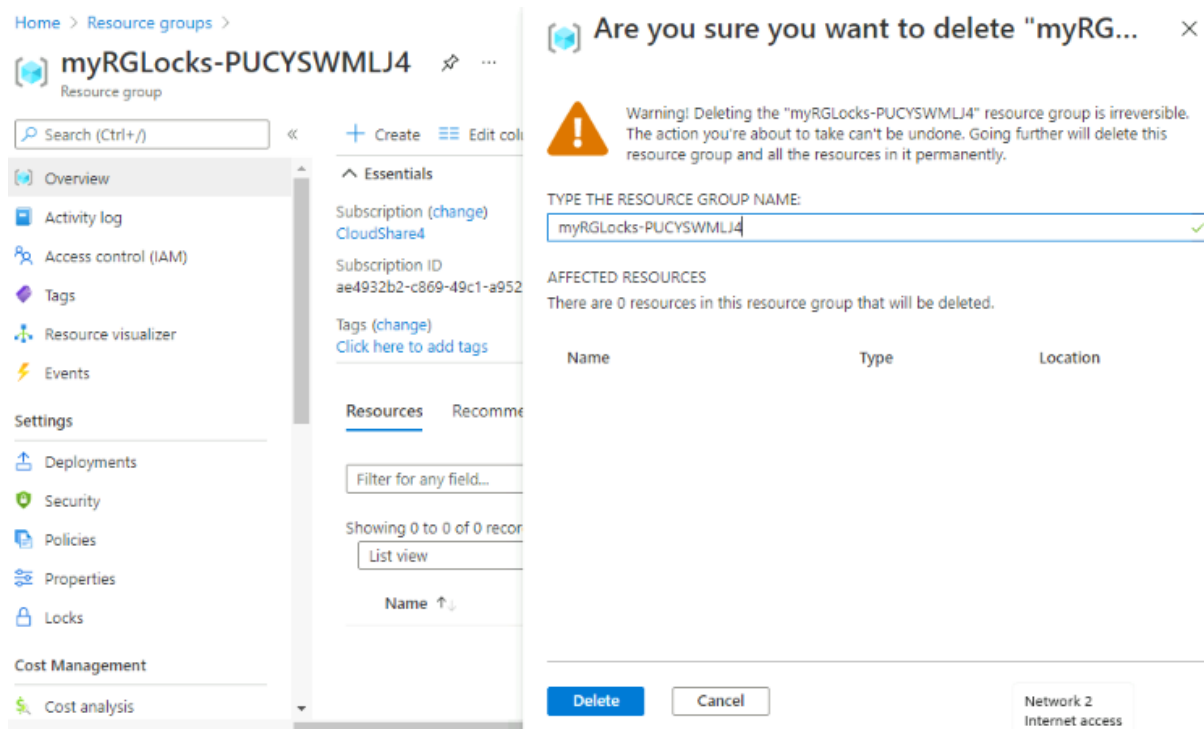 Home > Resource groups >
myRGLocks-PUCYSWMLJ4
Resource group
Search (Ctrl+/)
Overview
Activity log
Access control (IAM)
Tags
Resource visualizer
Events
Settings
Deployments
Security
Policies
Properties
Locks
Cost Management
Cost analysis
Create Edit colu
Essentials
Subscription (change)
CloudShare4
Subscription ID
ae4932b2-c869-49c1-a952
Tags (change)
Click here to add tags
Resources Recomme
Filter for any field...
Showing 0 to 0 of 0 recor
List view
Name
Are you sure you want to delete "myRG...
Warning! Deleting the "myRGLocks-PUCYSWMLJ4" resource group is irreversible.
The action you're about to take can't be undone. Going further will delete this
resource group and all the resources in it permanently.
TYPE THE RESOURCE GROUP NAME:
myRGLocks-PUCYSWMLJ4
AFFECTED RESOURCES
There are 0 resources in this resource group that will be deleted.
Name Type Location
Delete Cancel
Network 2
Internet access